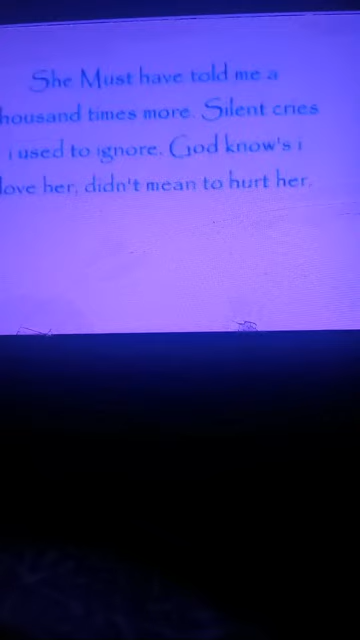 She Must have told me a
housand times more. Silent cries
i used to ignore. God know's i
love her, didn't mean to hurt her.